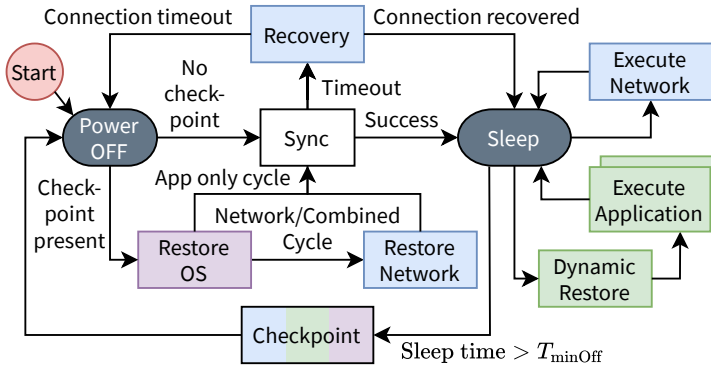 Connection timeout
Recovery
Connection recovered
Start
No
check-
point
Timeout
Execute
Network
Power
OFF
Sync
Success
Sleep
Check-
point
present
App only cycle
Network/Combined
Cycle
Execute
Application
Restore
OS
Restore
Network
Dynamic
Restore
Checkpoint
Sleep time > T_minOff